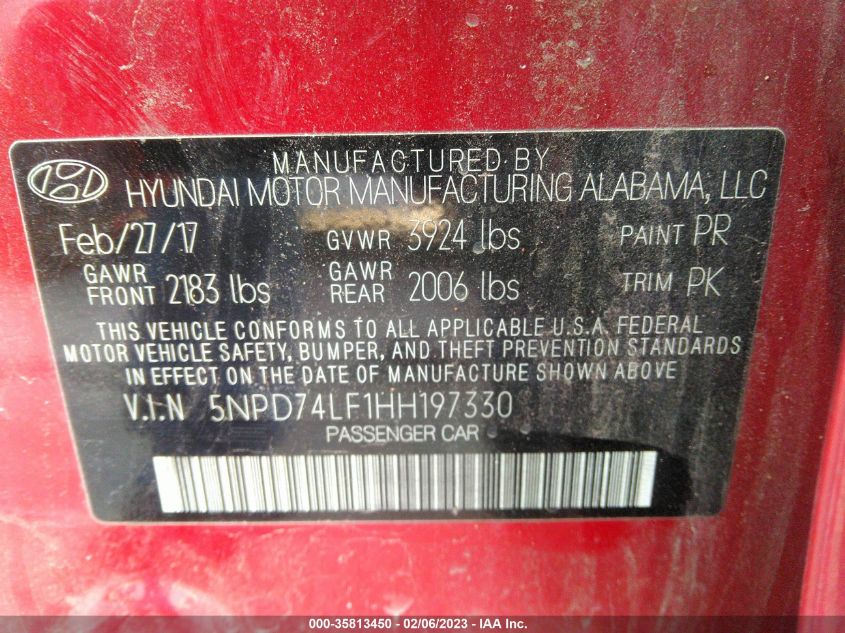 MANUFACTURED BY
HYUNDAI MOTOR MANUFACTURING ALABAMA, LLC
Feb/27/17 GVWR 3924 lbs PAINT PR
GAWR FRONT 2183 lbs GAWR REAR 2006 lbs TRIM PK
THIS VEHICLE CONFORMS TO ALL APPLICABLE U.S.A. FEDERAL
MOTOR VEHICLE SAFETY, BUMPER, AND THEFT PREVENTION STANDARDS
IN EFFECT ON THE DATE OF MANUFACTURE SHOWN ABOVE
V.I.N 5NPD74LF1HH197330
PASSENGER CAR
000-35813450 - 02/06/2023 - IAA Inc.